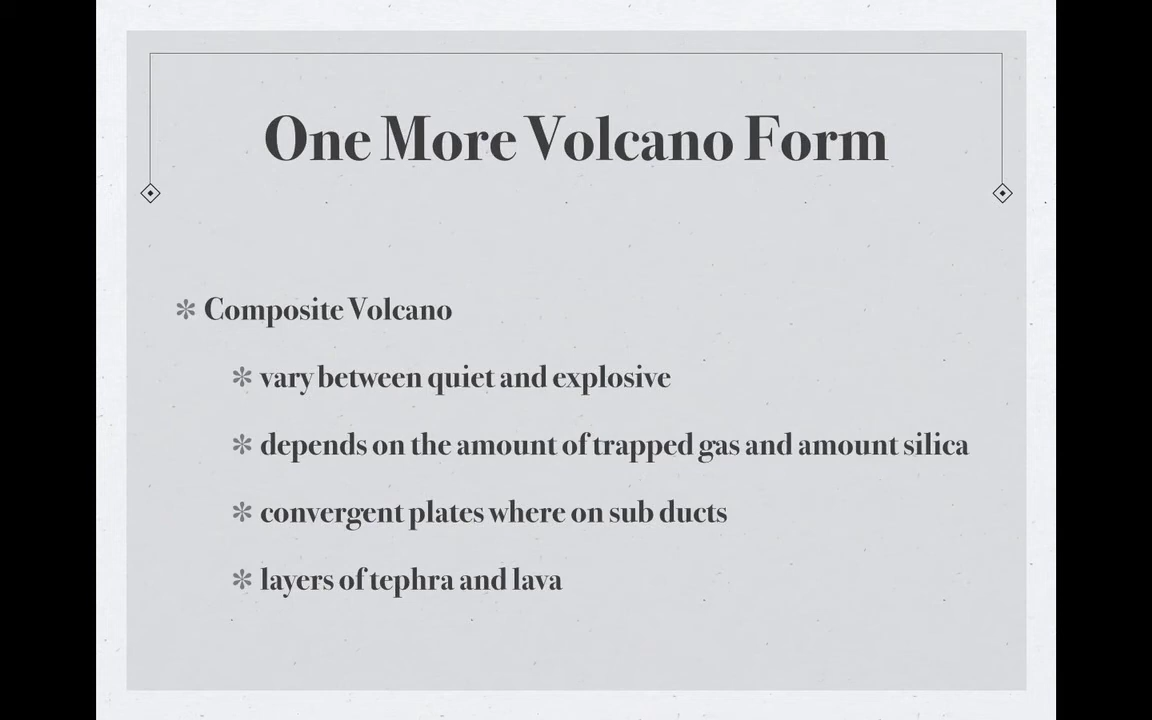 One More Volcano Form
Composite Volcano
vary between quiet and explosive
depends on the amount of trapped gas and amount silica
convergent plates where on sub ducts
layers of tephra and lava